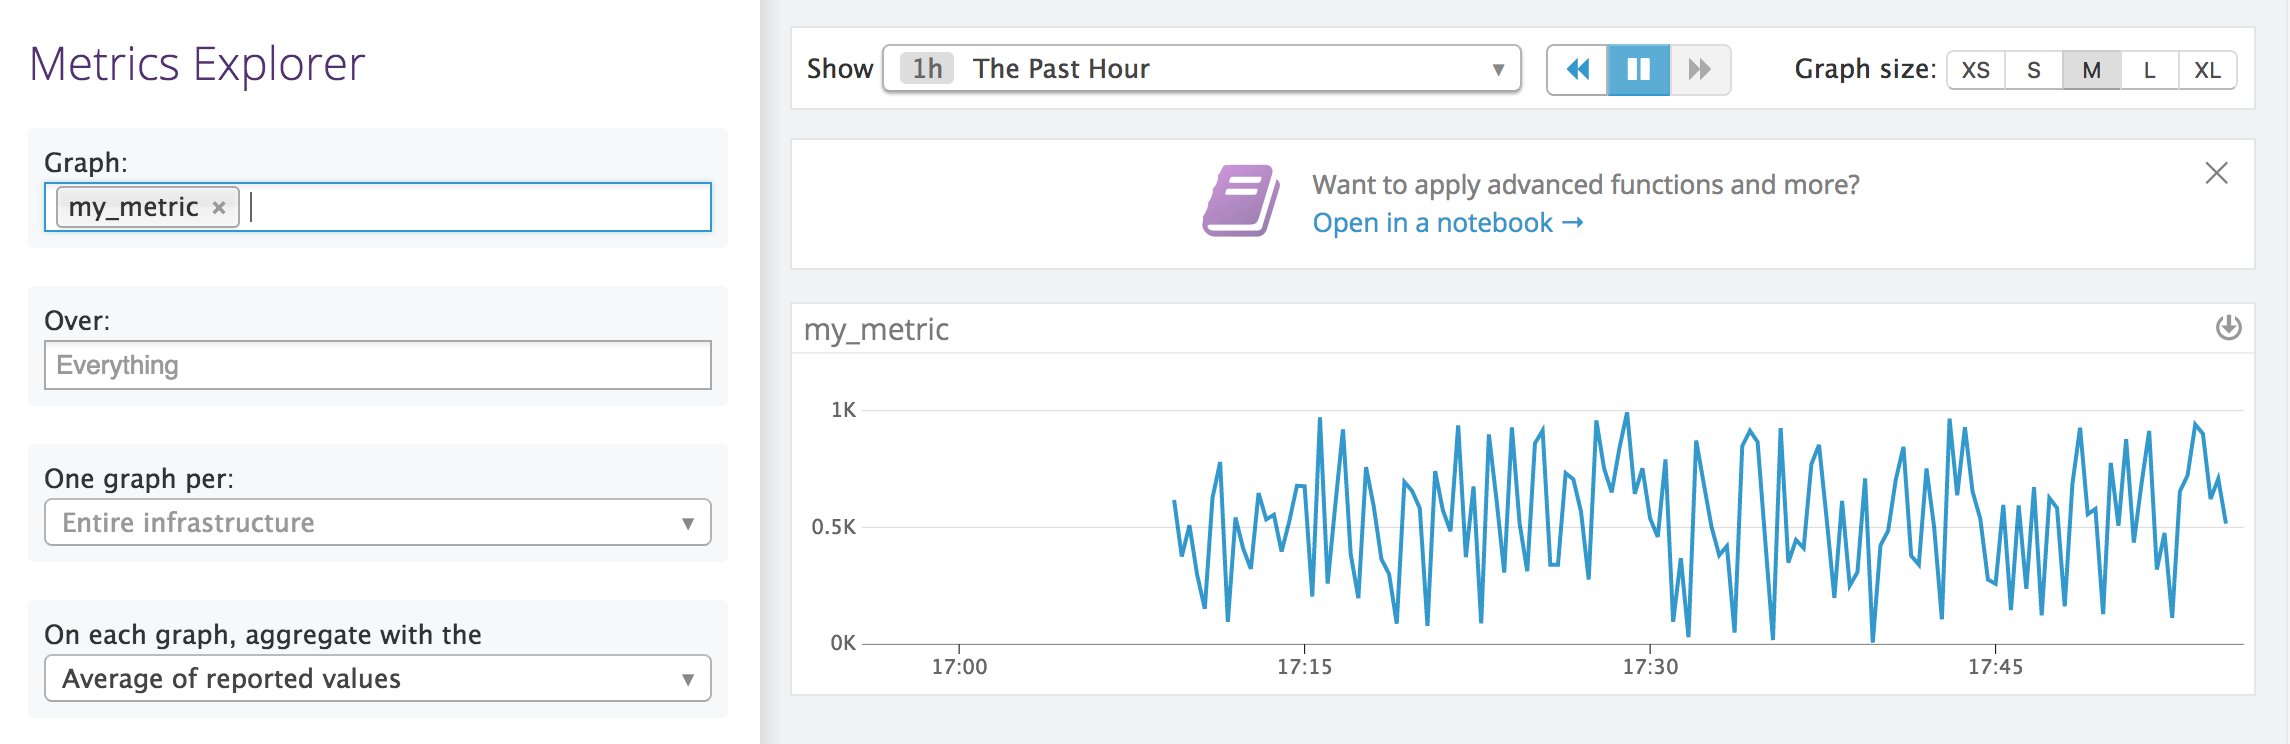 Metrics Explorer
Graph:
my_metric ×
Over:
Everything
One graph per:
Entire infrastructure
On each graph, aggregate with the
Average of reported values
Show 1h The Past Hour
Graph size: XS S M L XL
Want to apply advanced functions and more?
Open in a notebook →
my_metric
1K
0.5K
0K
17:00 17:15 17:30 17:45